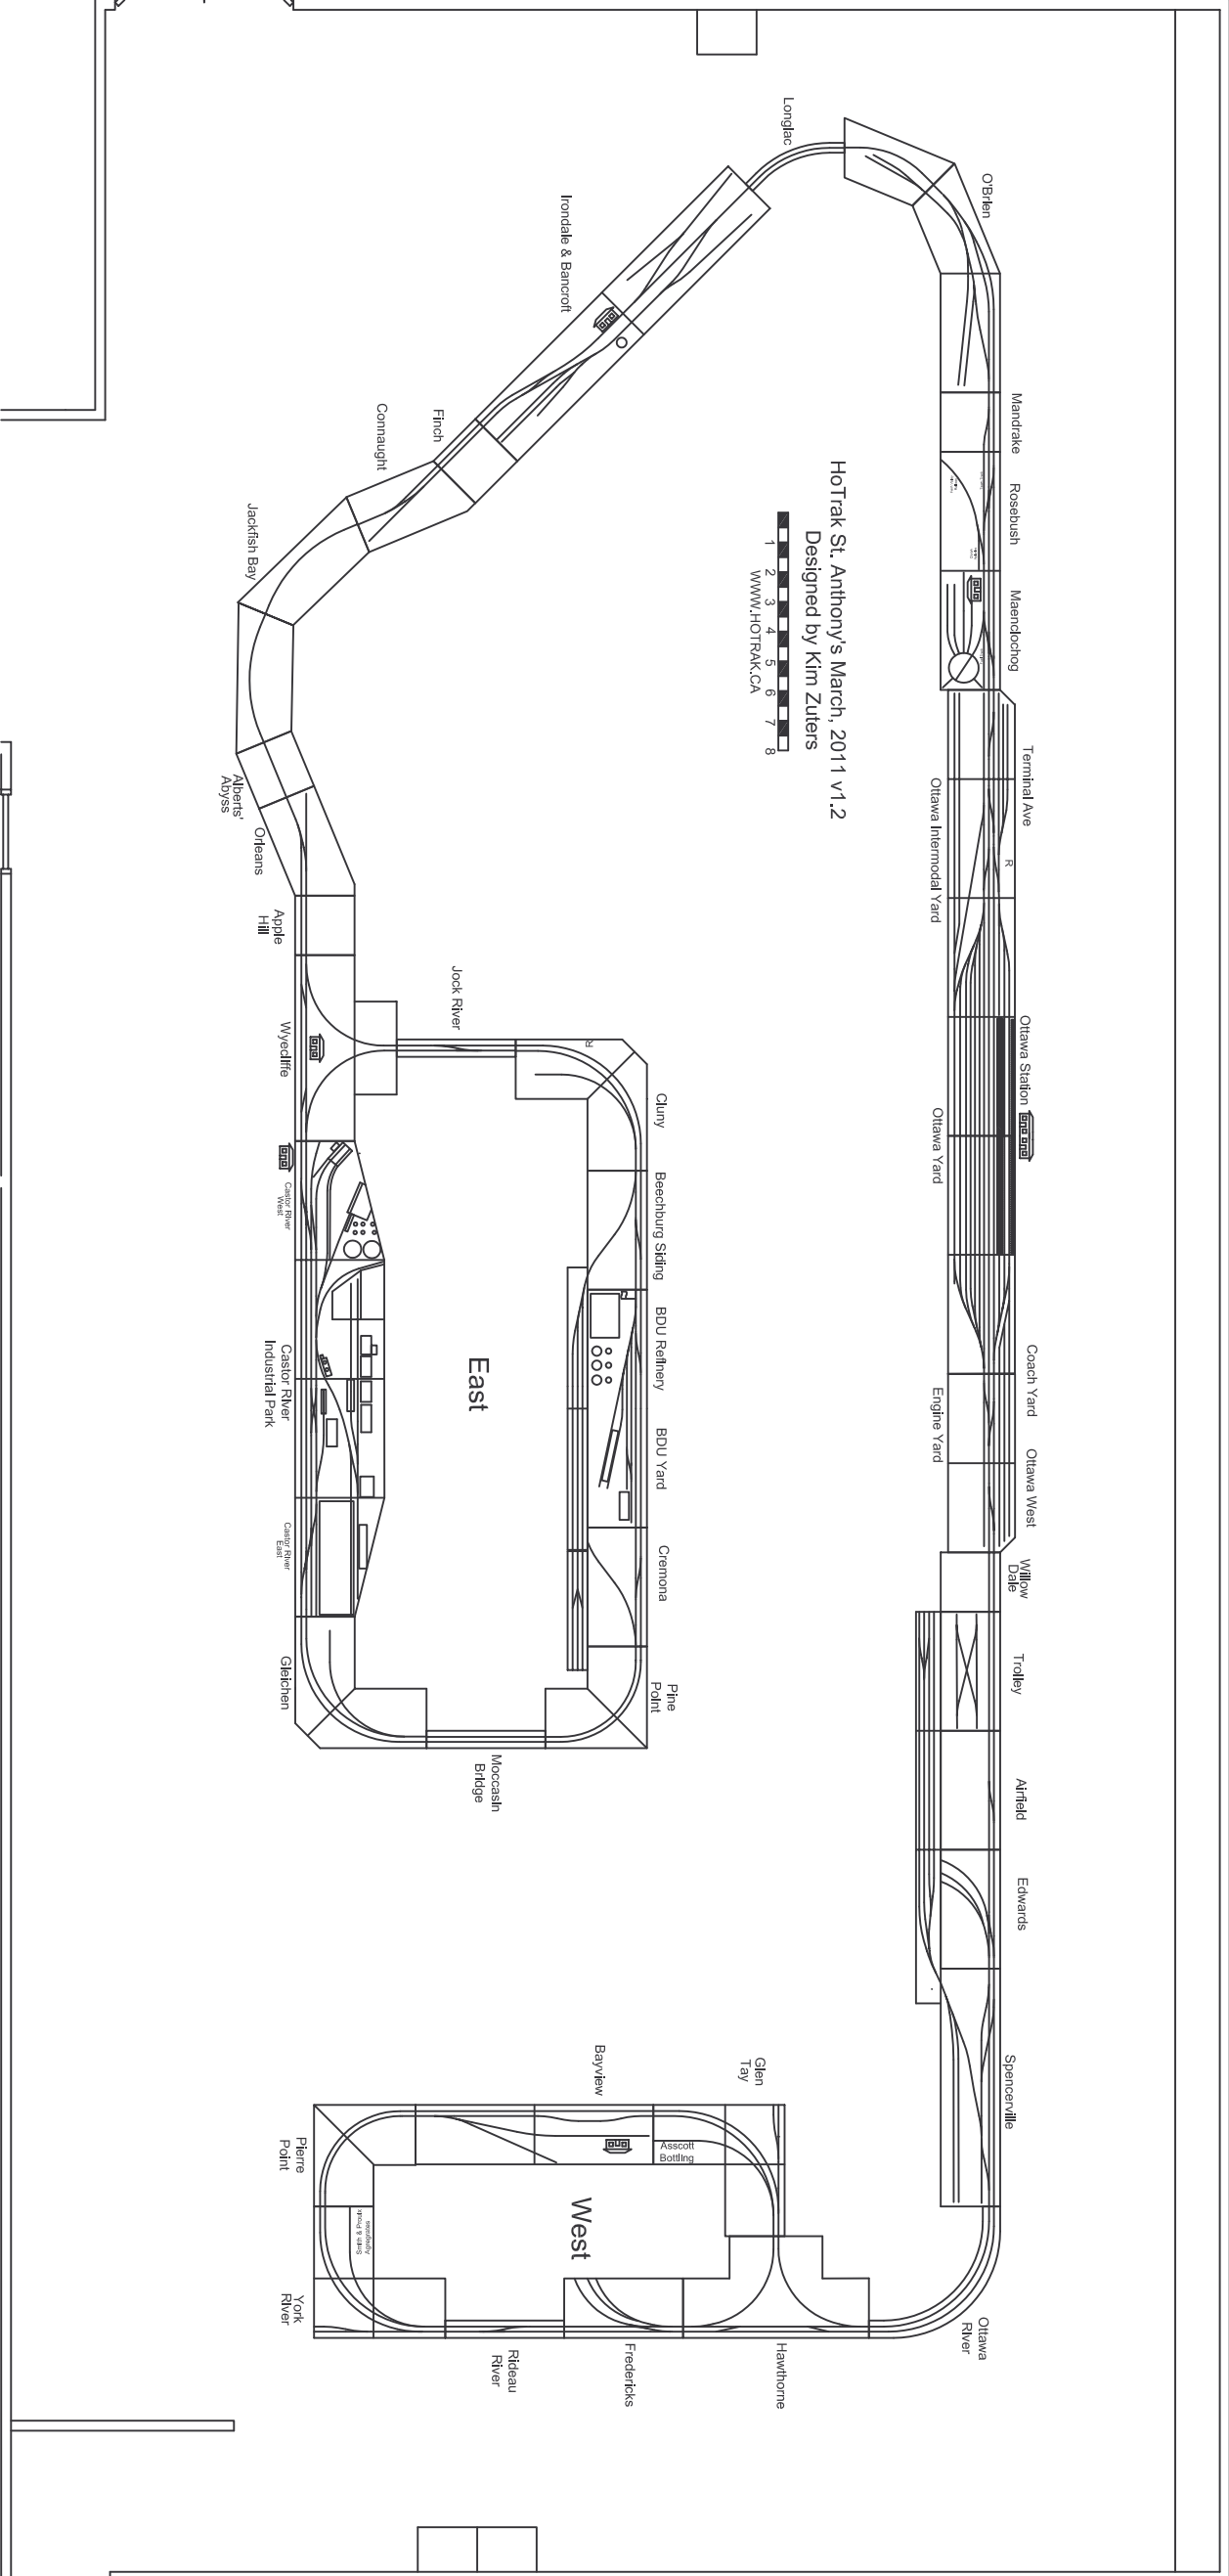 HoTrak St. Anthony's March, 2011 v1.2
Designed by Kim Zuters
1 2 3 4 5 6 7 8
WWW.HOTRAK.CA
Longlac
O'Brien
Irondale & Bancroft
Finch
Connaught
Jackfish Bay
Alberts'
Abyss
Orleans
Apple
Hill
Wyecliffe
Jock River
R
Cluny
Beechburg Siding
BDU Refinery
BDU Yard
Cremona
Pine
Point
Moccasin
Bridge
Gleichen
Castor River
East
Castor River
Industrial Park
Castor River
West
East
Mandrake
Rosebush
Maenclochog
Terminal Ave
R
Ottawa Intermodal Yard
Ottawa Station
Ottawa Yard
Coach Yard
Engine Yard
Ottawa West
Willow
Dale
Trolley
Airfield
Edwards
Spencerville
Ottawa
River
Hawthorne
Fredericks
Rideau
River
York
River
Pierre
Point
Bayview
Glen
Tay
Asscott
Bottling
West